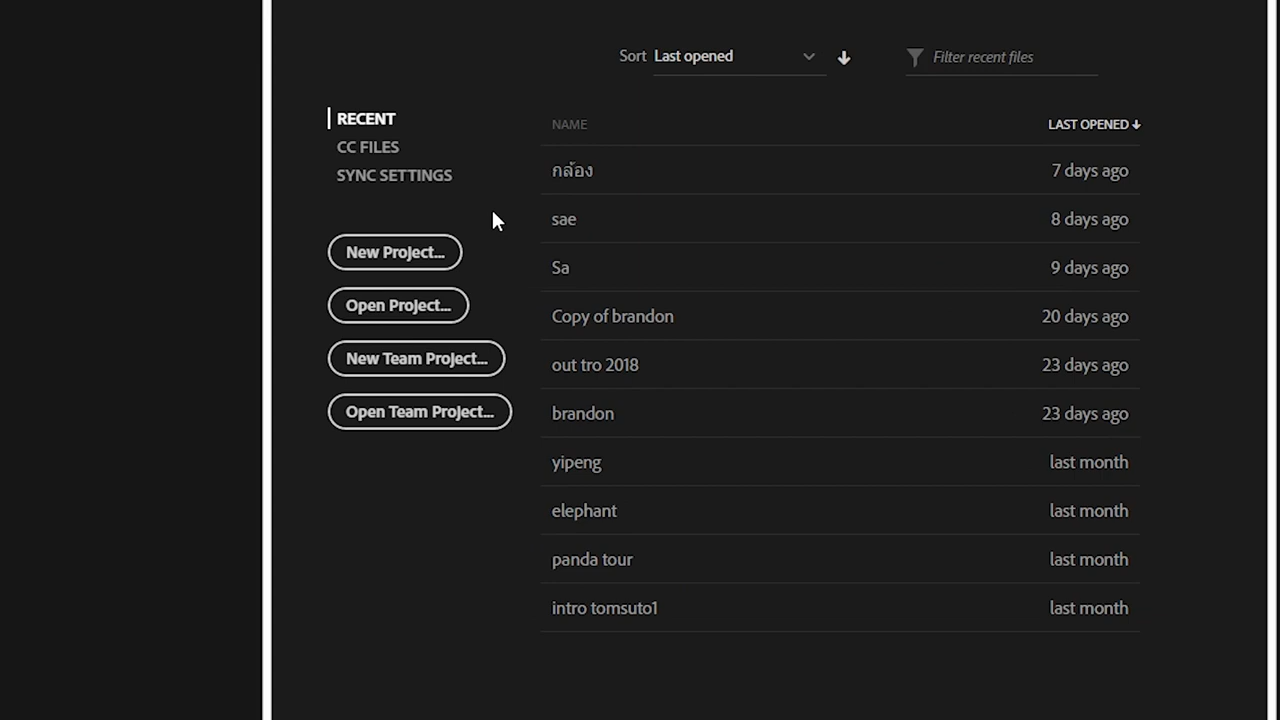 Sort Last opened
Filter recent files
RECENT
CC FILES
SYNC SETTINGS
New Project...
Open Project...
New Team Project...
Open Team Project...
NAME LAST OPENED
กล้อง 7 days ago
sae 8 days ago
Sa 9 days ago
Copy of brandon 20 days ago
out tro 2018 23 days ago
brandon 23 days ago
yipeng last month
elephant last month
panda tour last month
intro tomsuto1 last month